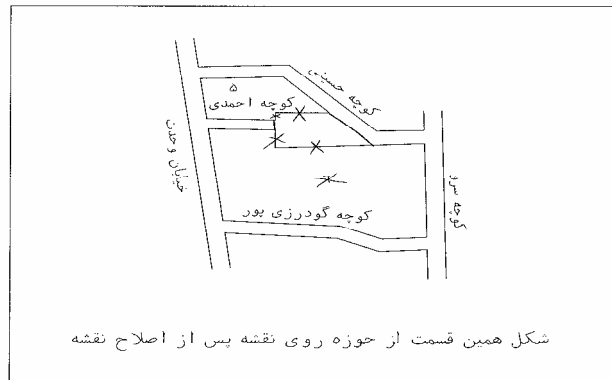 کوچه حسینی
۵
کوچه احمدی
خیابان وحدت
کوچه سرو
کوچه گودرزی پور
شکل همین قسمت از حوزه روی نقشه پس از اصلاح نقشه